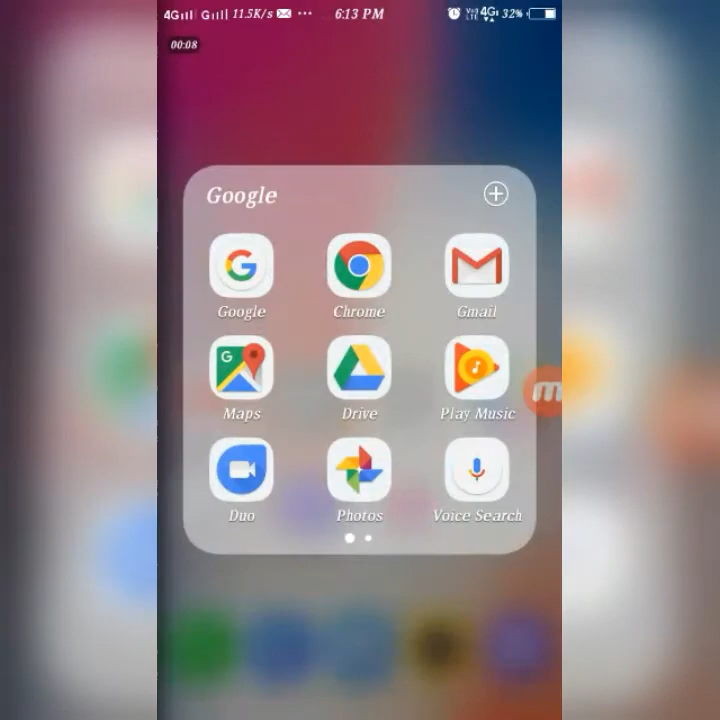 4G G 11.5K/s ... 6:13 PM VoLTE 4G 32%
00:08
Google
Google Chrome Gmail
G
Maps Drive Play Music
Duo Photos Voice Search